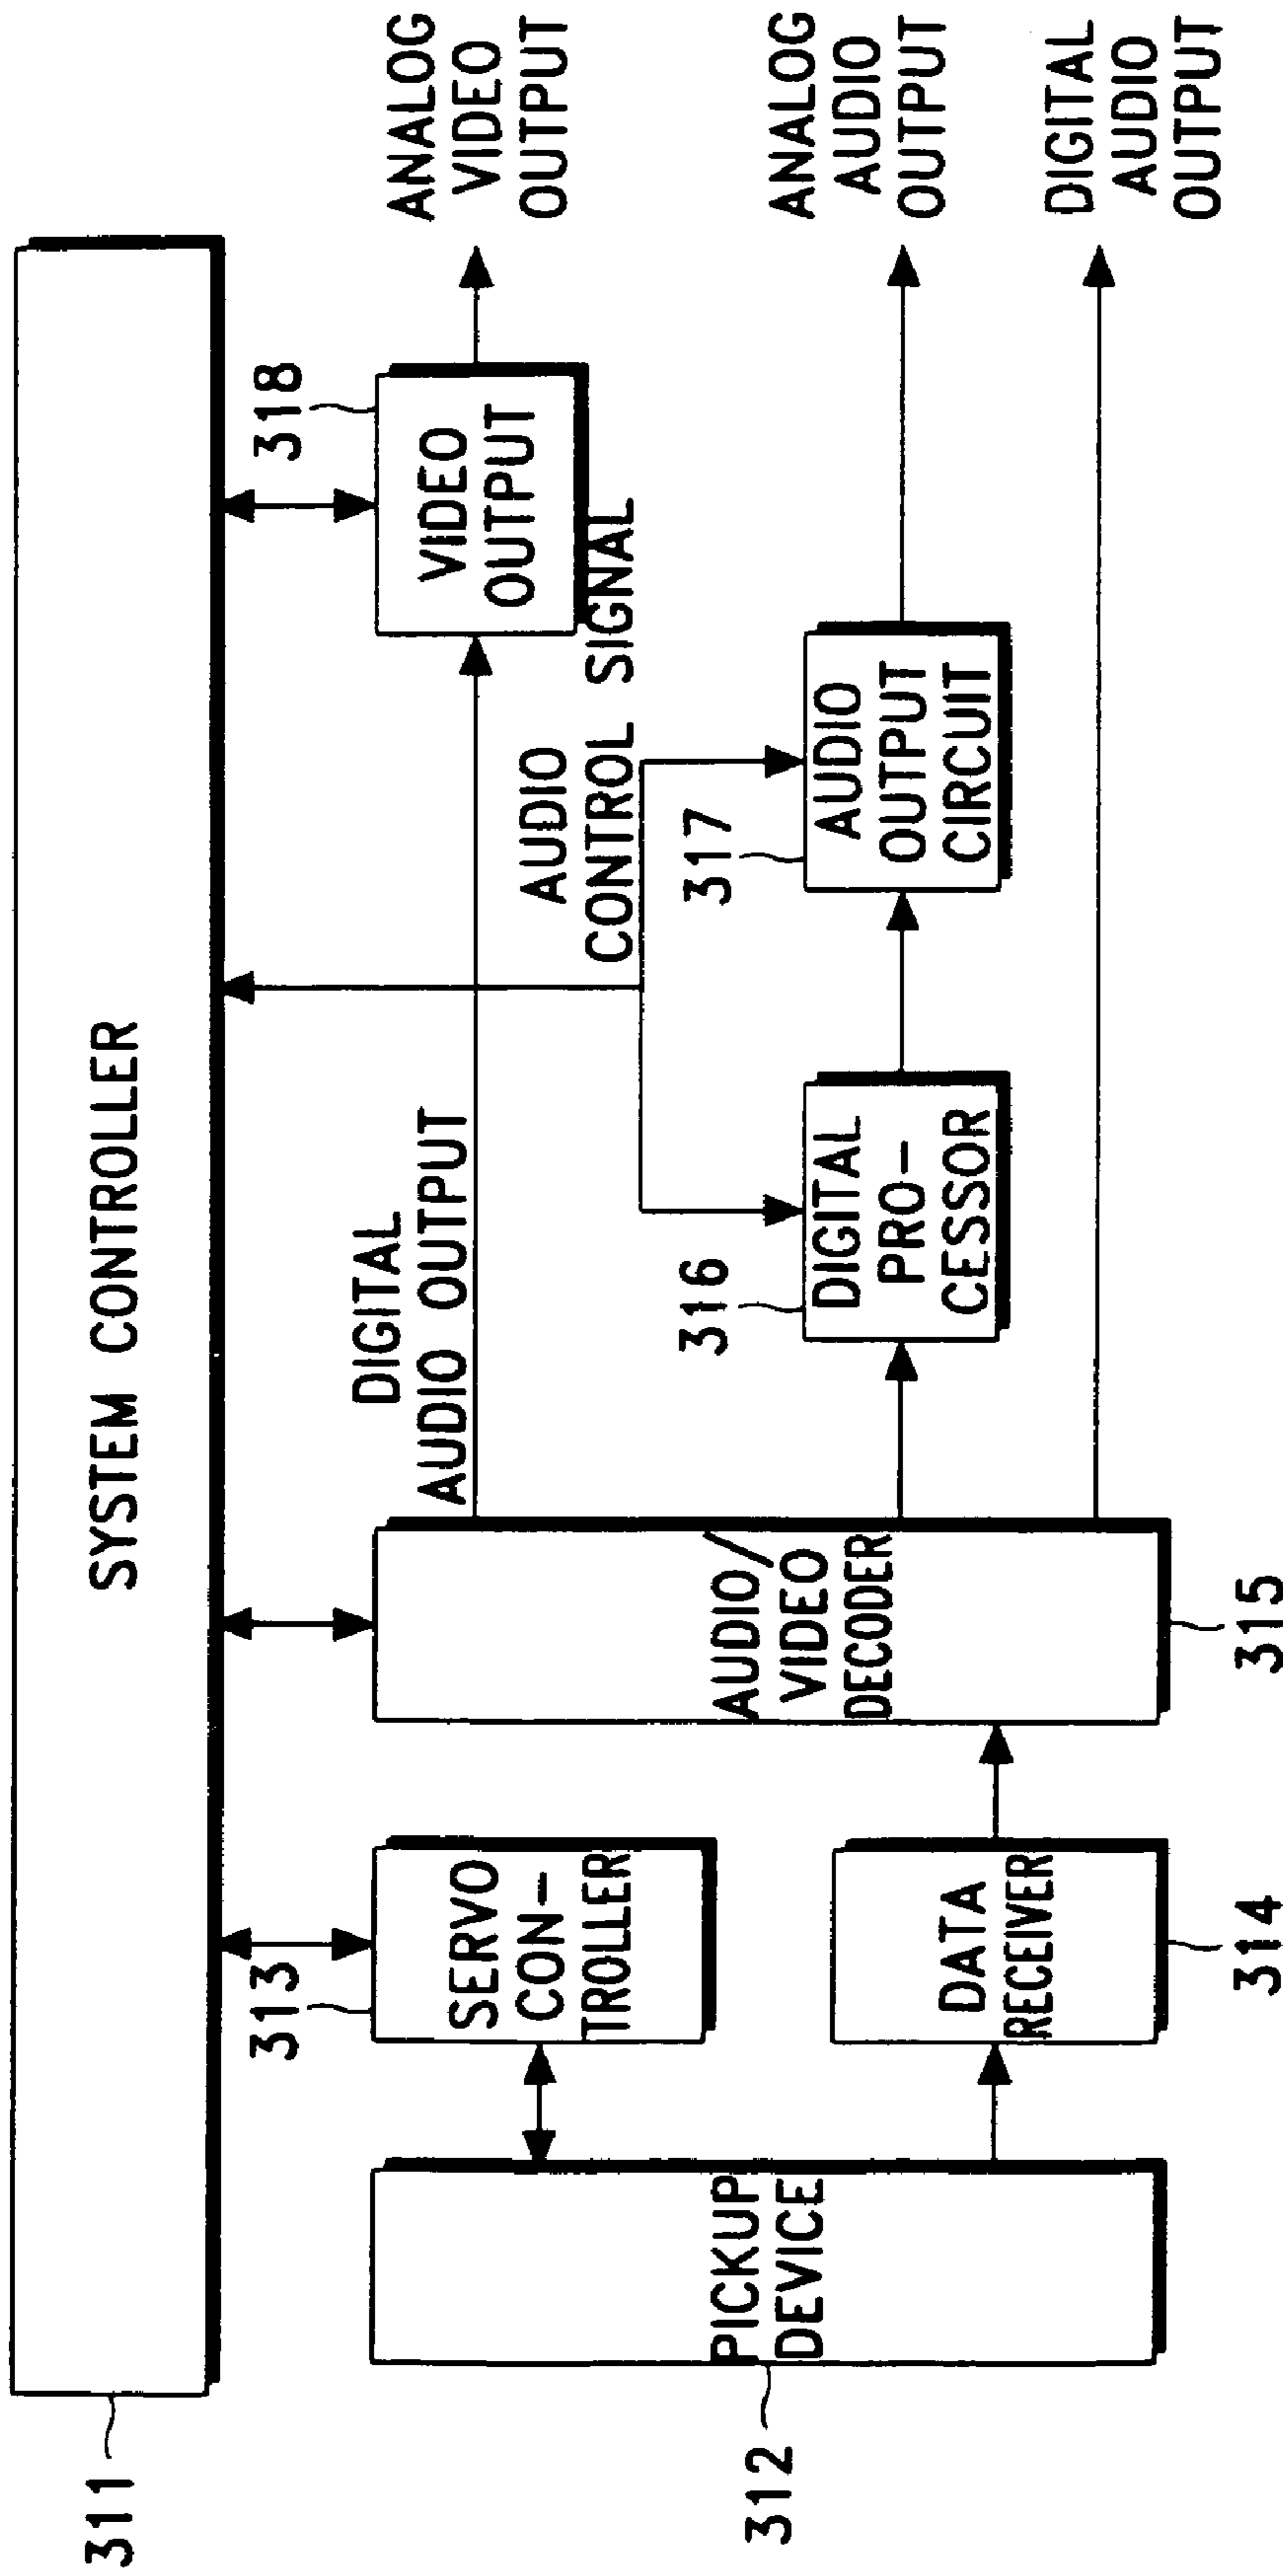 311
SYSTEM CONTROLLER
313
318
SERVO
CON-
TROLLER
DIGITAL
AUDIO OUTPUT
VIDEO
OUTPUT
ANALOG
VIDEO
OUTPUT
AUDIO
CONTROL SIGNAL
312
PICKUP
DEVICE
AUDIO/
VIDEO
DECODER
316
DIGITAL
PRO-
CESSOR
317
AUDIO
OUTPUT
CIRCUIT
ANALOG
AUDIO
OUTPUT
DATA
RECEIVER
314
315
DIGITAL
AUDIO
OUTPUT